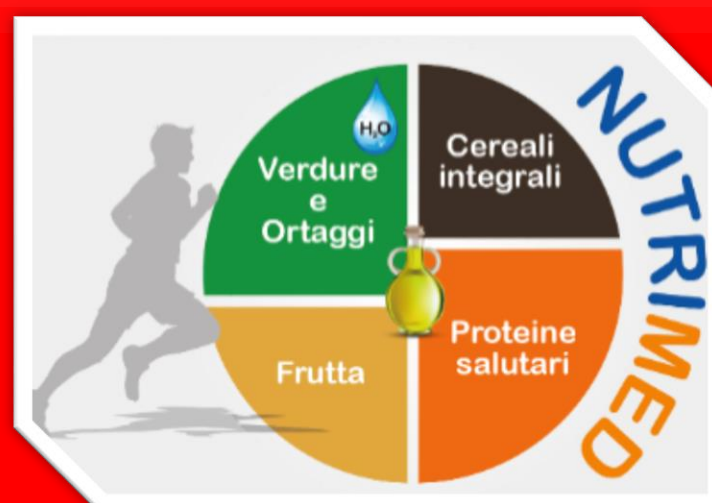 H₂O
Verdure
e
Ortaggi
Cereali
integrali
Frutta
Proteine
salutari
NUTRIMED